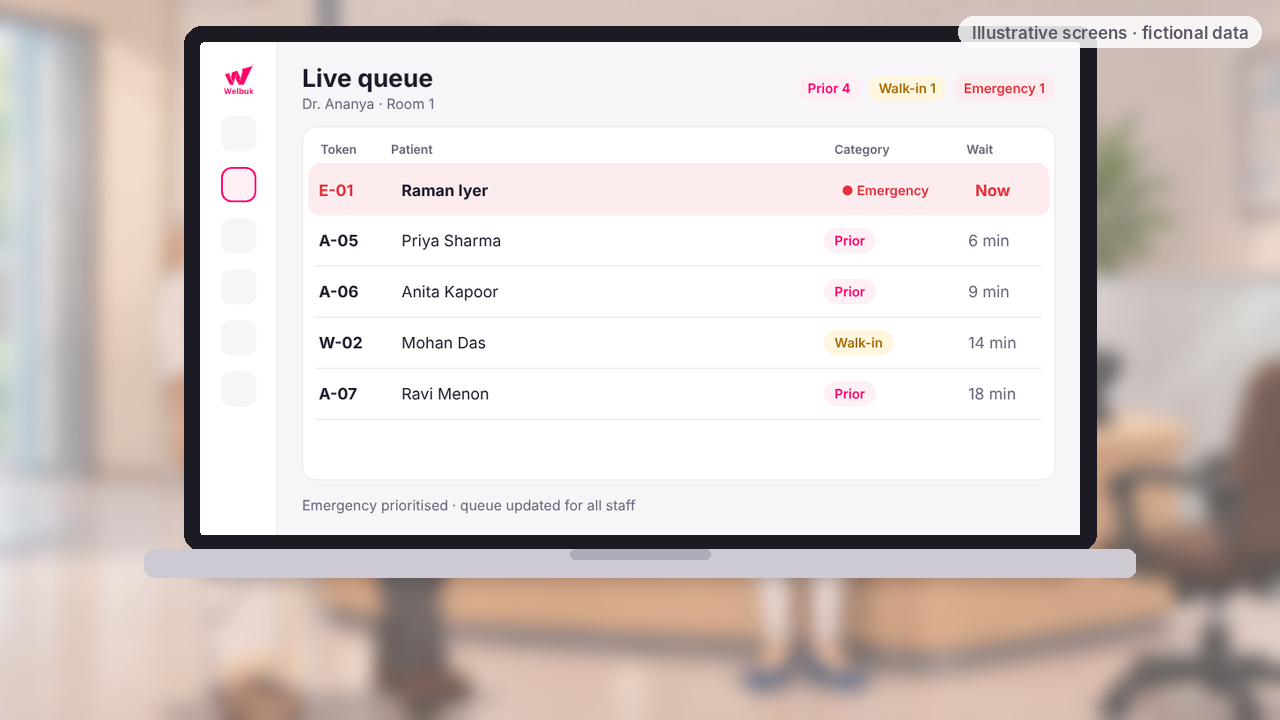 Illustrative screens · fictional data
Welbuk
Live queue
Dr. Ananya · Room 1
Prior 4 Walk-in 1 Emergency 1
Token Patient Category Wait
E-01 Raman Iyer Emergency Now
A-05 Priya Sharma Prior 6 min
A-06 Anita Kapoor Prior 9 min
W-02 Mohan Das Walk-in 14 min
A-07 Ravi Menon Prior 18 min
Emergency prioritised · queue updated for all staff